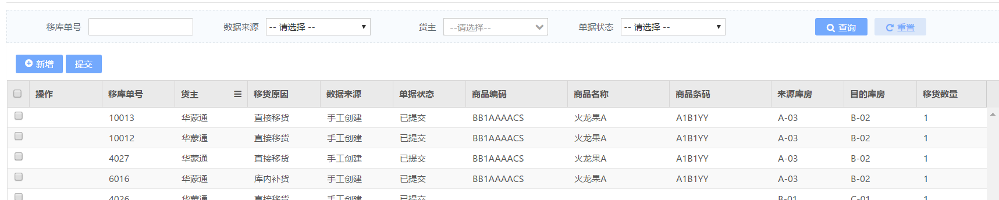 移库单号 数据来源 -- 请选择 -- 货主 --请选择-- 单据状态 -- 请选择 -- 查询 重置
新增 提交
操作 移库单号 货主 移货原因 数据来源 单据状态 商品编码 商品名称 商品条码 来源库房 目的库房 移货数量
10013 华蒙通 直接移货 手工创建 已提交 BB1AAAACS 火龙果A A1B1YY A-03 B-02 1
10012 华蒙通 直接移货 手工创建 已提交 BB1AAAACS 火龙果A A1B1YY A-03 B-02 1
4027 华蒙通 直接移货 手工创建 已提交 BB1AAAACS 火龙果A A1B1YY A-03 B-02 1
6016 华蒙通 库内补货 手工创建 已提交 BB1AAAACS 火龙果A A1B1YY A-03 B-02 1
4026 华蒙通 直接移货 手工创建 已提交 B-01 C-01 1